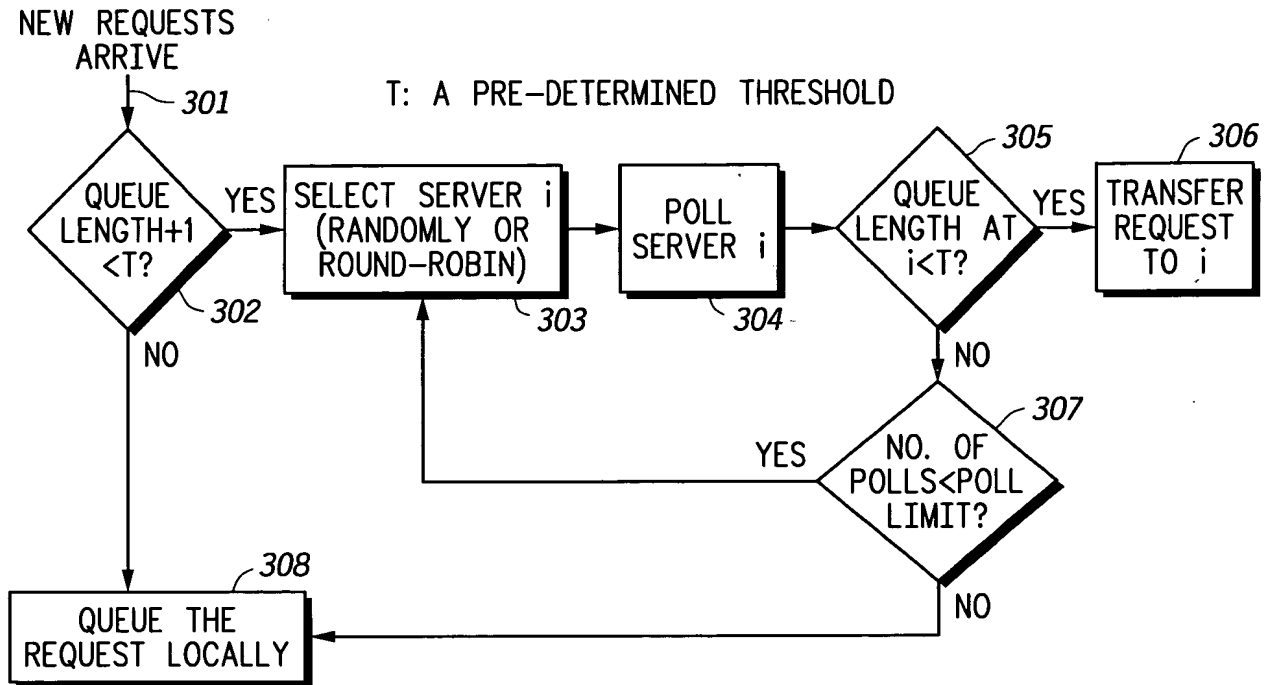 NEW REQUESTS
ARRIVE
301
T: A PRE-DETERMINED THRESHOLD
QUEUE
LENGTH+1
<T?
302
YES
NO
SELECT SERVER i
(RANDOMLY OR
ROUND-ROBIN)
303
POLL
SERVER i
304
QUEUE
LENGTH AT
i<T?
305
YES
NO
TRANSFER
REQUEST
TO i
306
NO. OF
POLLS<POLL
LIMIT?
307
YES
NO
QUEUE THE
REQUEST LOCALLY
308